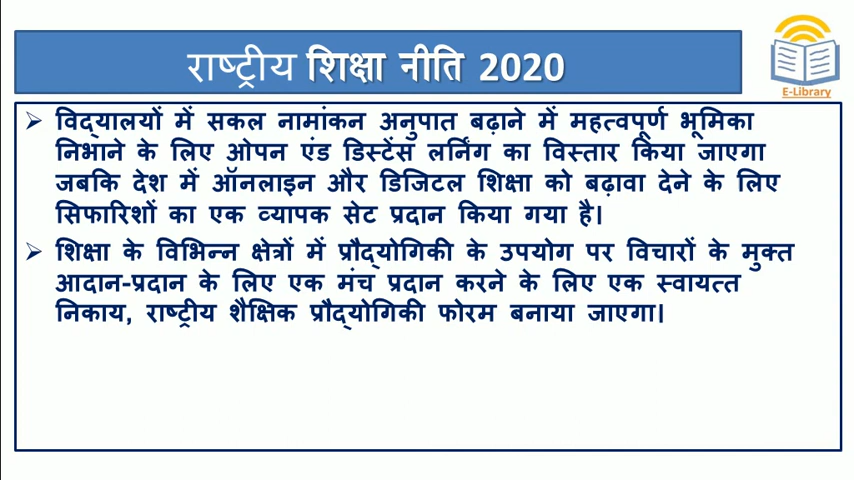 राष्ट्रीय शिक्षा नीति 2020
E-Library
➢ विद्यालयों में सकल नामांकन अनुपात बढ़ाने में महत्वपूर्ण भूमिका
निभाने के लिए ओपन एंड डिस्टेंस लर्निंग का विस्तार किया जाएगा
जबकि देश में ऑनलाइन और डिजिटल शिक्षा को बढ़ावा देने के लिए
सिफारिशों का एक व्यापक सेट प्रदान किया गया है।
➢ शिक्षा के विभिन्न क्षेत्रों में प्रौद्योगिकी के उपयोग पर विचारों के मुक्त
आदान-प्रदान के लिए एक मंच प्रदान करने के लिए एक स्वायत्त
निकाय, राष्ट्रीय शैक्षिक प्रौद्योगिकी फोरम बनाया जाएगा।